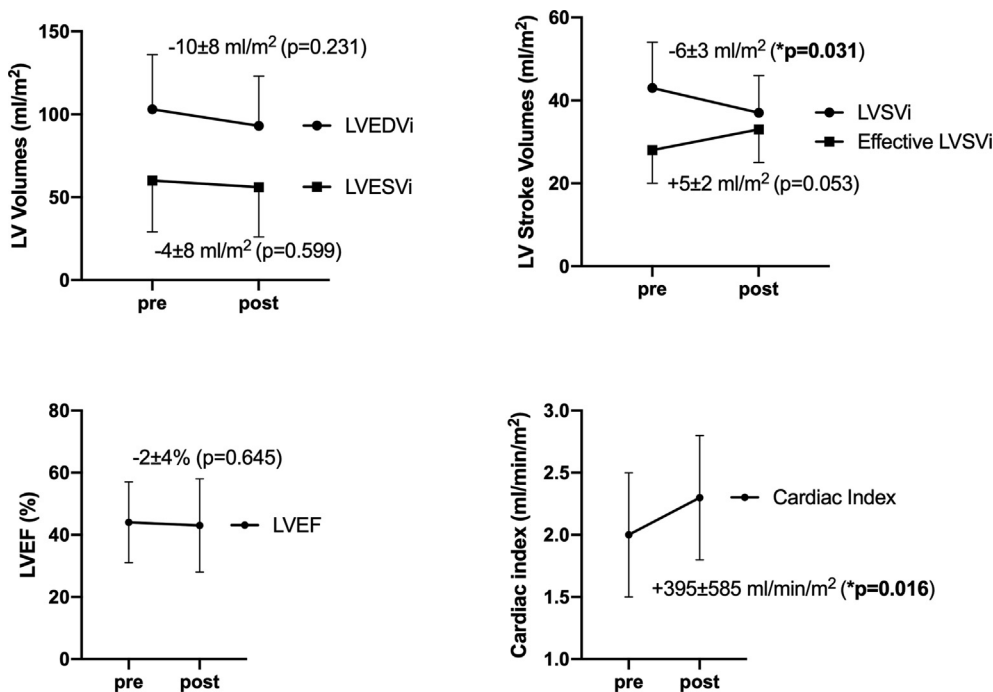 LV Volumes (ml/m²)
150
100
50
0
-10±8 ml/m² (p=0.231)
LVEDVi
LVESVi
-4±8 ml/m² (p=0.599)
pre post
LV Stroke Volumes (ml/m²)
60
40
20
0
-6±3 ml/m² (*p=0.031)
LVSVi
Effective LVSVi
+5±2 ml/m² (p=0.053)
pre post
LVEF (%)
80
60
40
20
0
-2±4% (p=0.645)
LVEF
pre post
Cardiac index (ml/min/m²)
3.0
2.5
2.0
1.5
1.0
Cardiac Index
+395±585 ml/min/m² (*p=0.016)
pre post